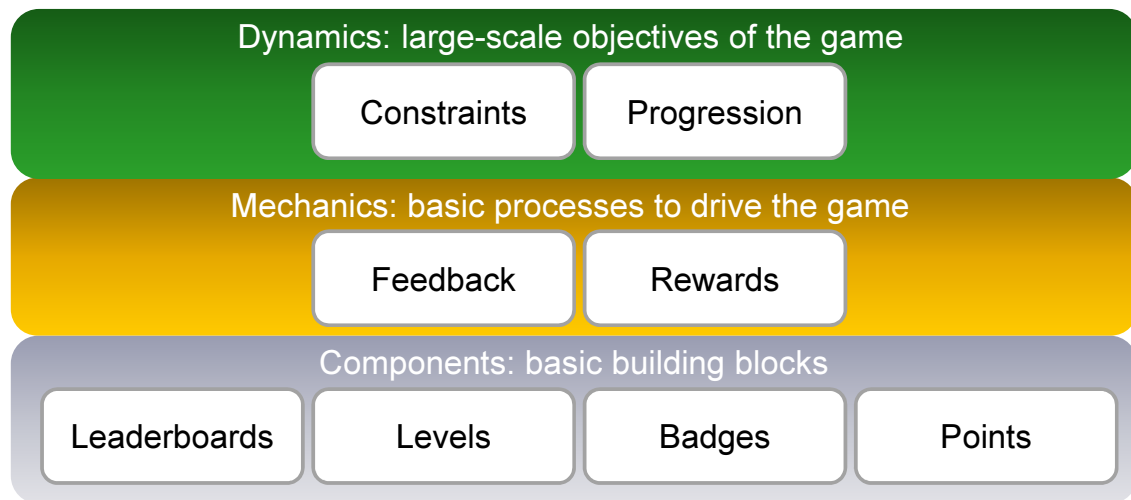 Dynamics: large-scale objectives of the game
Constraints
Progression
Mechanics: basic processes to drive the game
Feedback
Rewards
Components: basic building blocks
Leaderboards
Levels
Badges
Points